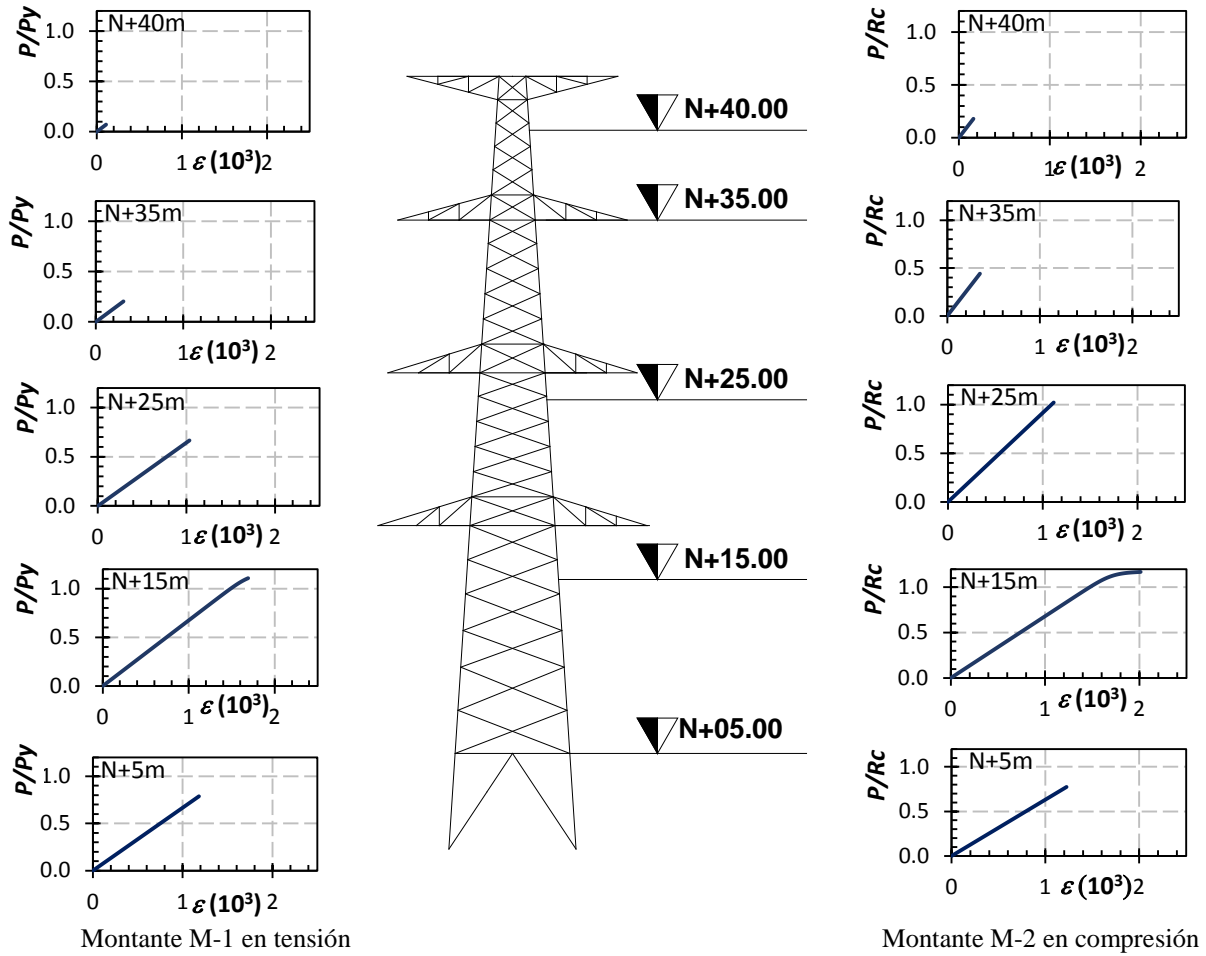 P/Py
1.0
0.5
0.0
N+40m
0 1 ε (10³) 2
P/Py
1.0
0.5
0.0
N+35m
0 1 ε (10³) 2
P/Py
1.0
0.5
0.0
N+25m
0 1 ε (10³) 2
P/Py
1.0
0.5
0.0
N+15m
0 1 ε (10³) 2
P/Py
1.0
0.5
0.0
N+5m
0 1 ε (10³) 2
Montante M-1 en tensión
N+40.00
N+35.00
N+25.00
N+15.00
N+05.00
P/Rc
1.0
0.5
0.0
N+40m
0 1 ε (10³) 2
P/Rc
1.0
0.5
0.0
N+35m
0 1 ε (10³) 2
P/Rc
1.0
0.5
0.0
N+25m
0 1 ε (10³) 2
P/Rc
1.0
0.5
0.0
N+15m
0 1 ε (10³) 2
P/Rc
1.0
0.5
0.0
N+5m
0 1 ε (10³) 2
Montante M-2 en compresión